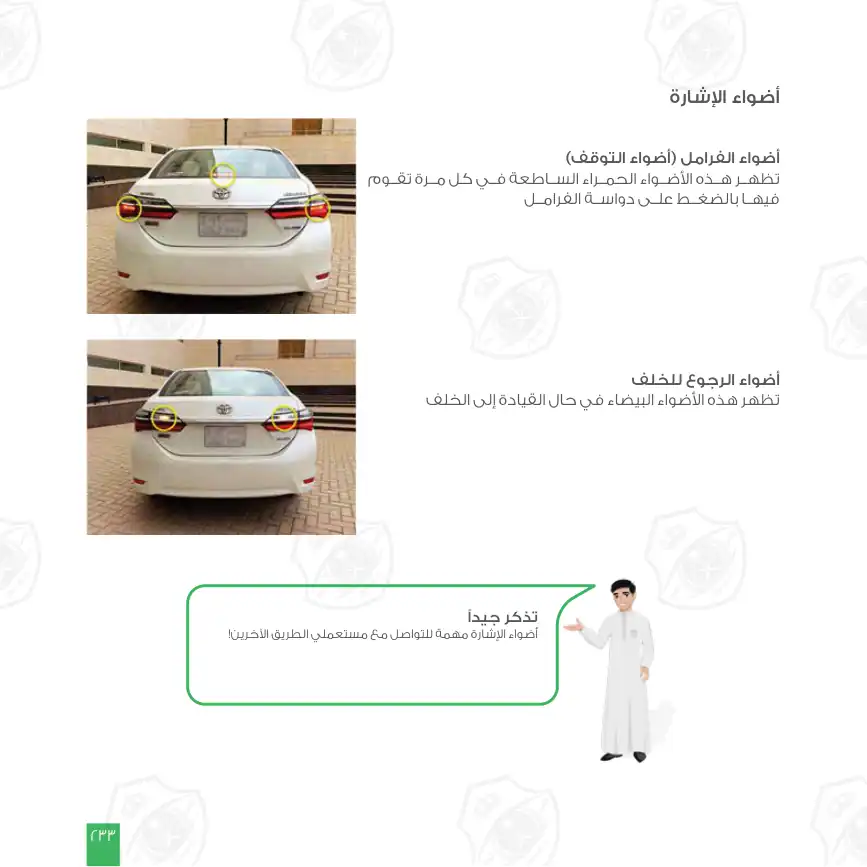 أضواء الإشارة
أضواء الفرامل (أضواء التوقف)
تظهر هذه الأضواء الحمراء الساطعة في كل مرة تقوم
فيها بالضغط على دواسة الفرامل
أضواء الرجوع للخلف
تظهر هذه الأضواء البيضاء في حال القيادة إلى الخلف
تذكر جيداً
أضواء الإشارة مهمة للتواصل مع مستعملي الطريق الآخرين!
٢٣٣